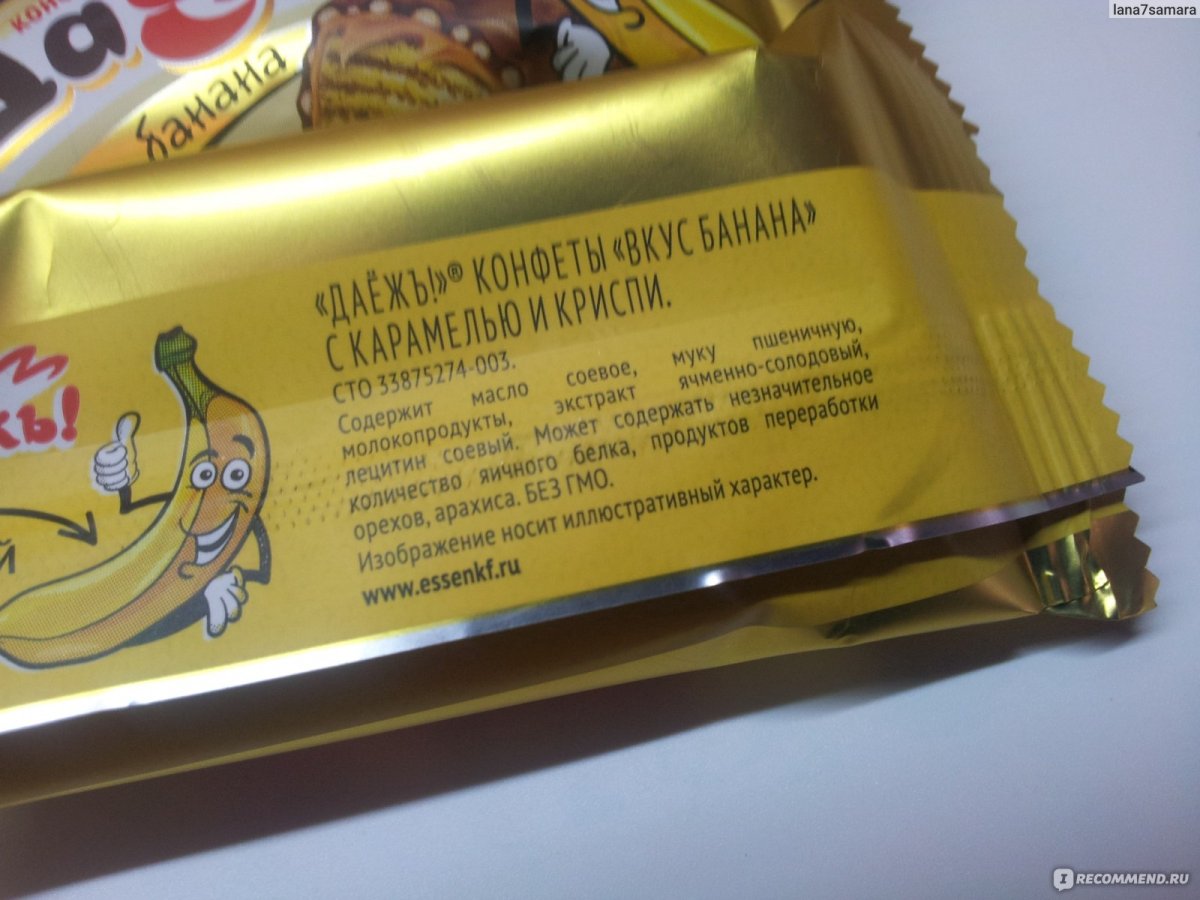 lana7samara
банана
«ДАЁЖЪ!»® КОНФЕТЫ «ВКУС БАНАНА»
С КАРАМЕЛЬЮ И КРИСПИ.
СТО 33875274-003.
Содержит масло соевое, муку пшеничную,
молокопродукты, экстракт ячменно-солодовый,
лецитин соевый. Может содержать незначительное
количество яичного белка, продуктов переработки
орехов, арахиса. БЕЗ ГМО.
Изображение носит иллюстративный характер.
www.essenkf.ru
I RECOMMEND.RU